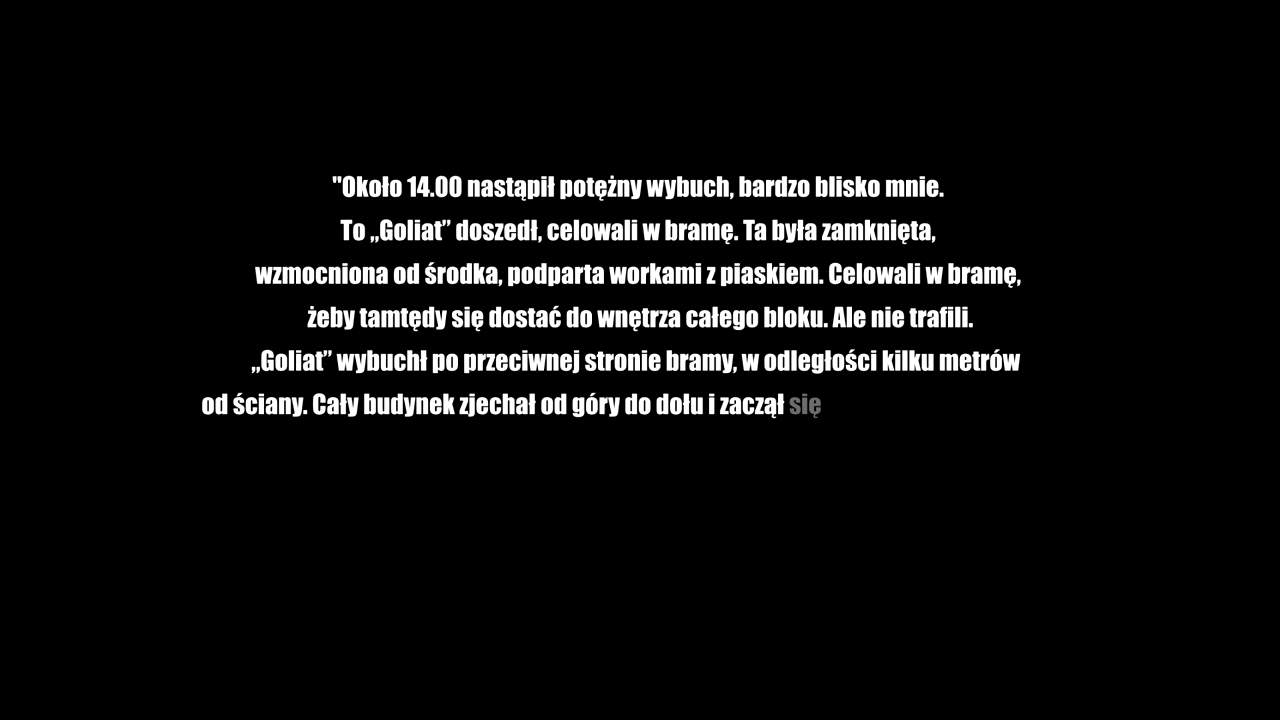 "Około 14.00 nastąpił potężny wybuch, bardzo blisko mnie.
To „Goliat” doszedł, celowali w bramę. Ta była zamknięta,
wzmocniona od środka, podparta workami z piaskiem. Celowali w bramę,
żeby tamtędy się dostać do wnętrza całego bloku. Ale nie trafili.
„Goliat” wybuchł po przeciwnej stronie bramy, w odległości kilku metrów
od ściany. Cały budynek zjechał od góry do dołu i zaczął się